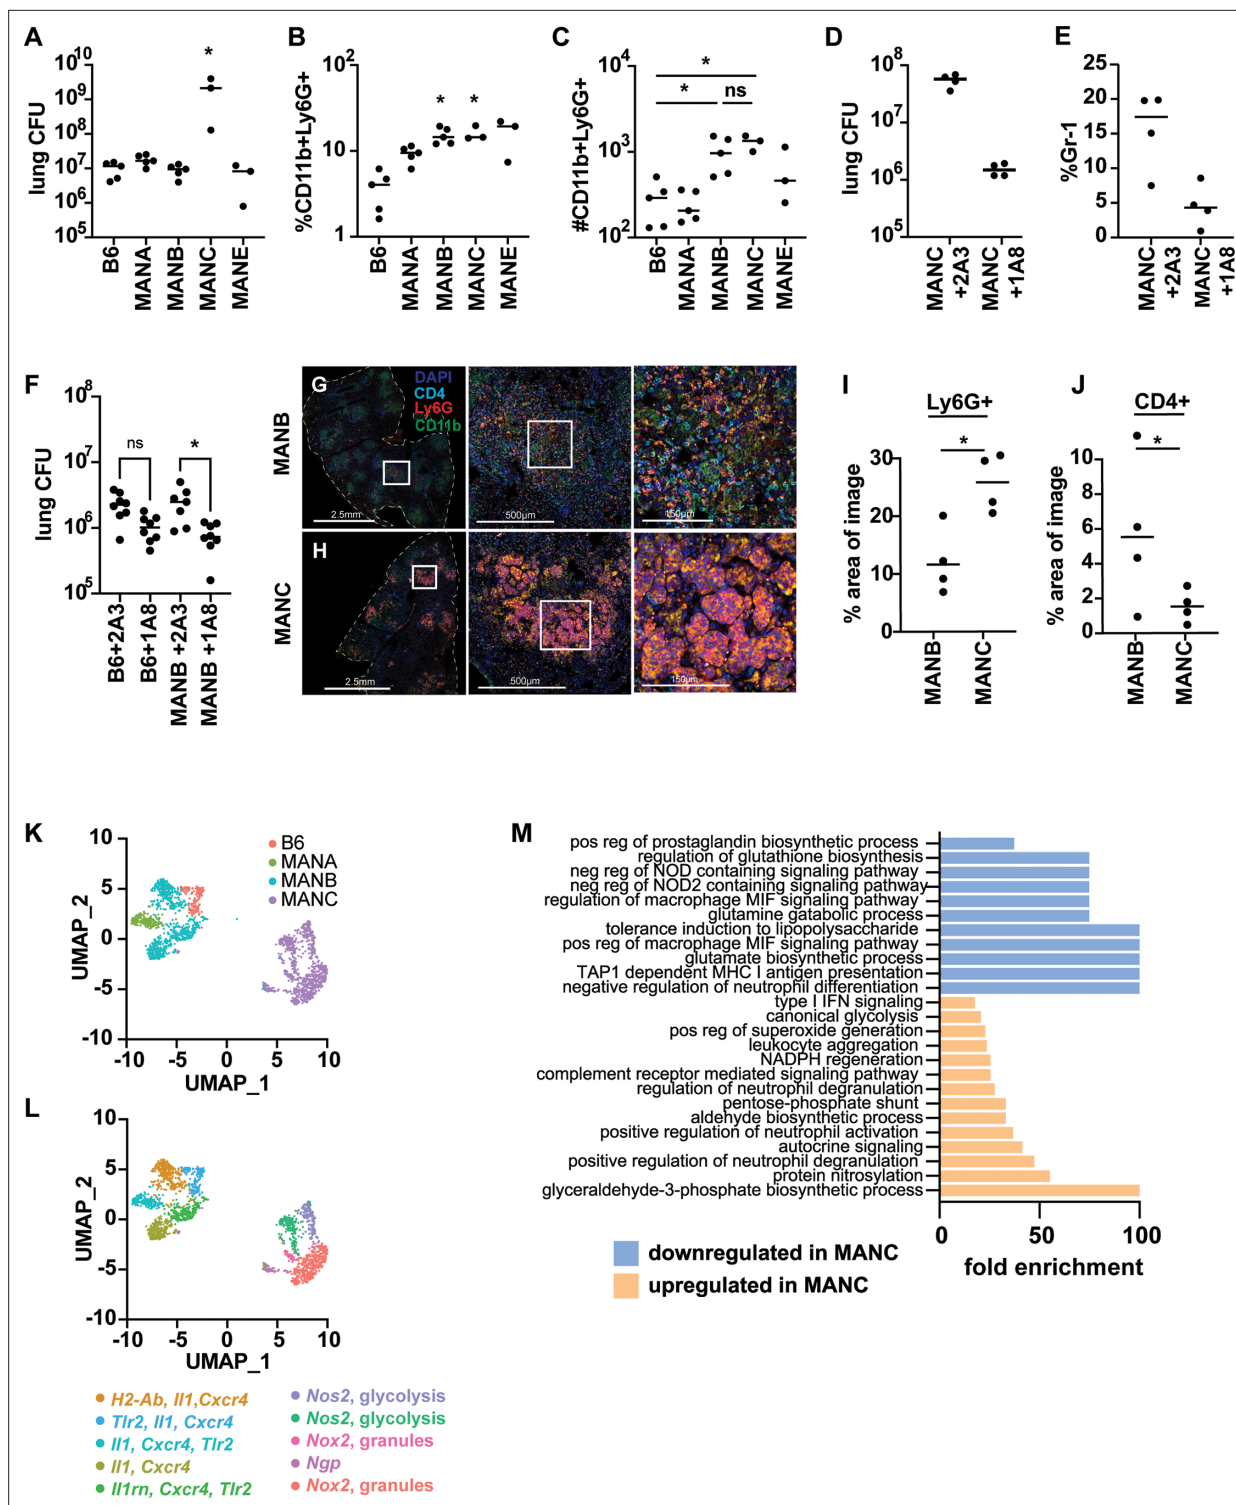 A
lung CFU
10^10
10^9
10^8
10^7
10^6
10^5
*
B6
MANA
MANB
MANC
MANE
B
%CD11b+Ly6G+
10^2
10
1
*
*
B6
MANA
MANB
MANC
MANE
C
#CD11b+Ly6G+
10^4
10^3
10^2
*
*
ns
B6
MANA
MANB
MANC
MANE
D
lung CFU
10^8
10^7
10^6
10^5
MANC
+2A3
MANC
+1A8
E
%Gr-1
25
20
15
10
5
0
MANC
+2A3
MANC
+1A8
F
lung CFU
10^8
10^7
10^6
10^5
ns
*
B6+2A3
B6+1A8
MANB +2A3
MANB +1A8
MANB
G
DAPI
CD4
Ly6G
CD11b
2.5mm
500µm
150µm
MANC
H
2.5mm
500µm
150µm
I
Ly6G+
*
% area of image
30
20
10
0
MANB
MANC
J
CD4+
*
% area of image
10
8
6
4
2
0
MANB
MANC
K
UMAP_2
10
5
0
-5
-10
B6
MANA
MANB
MANC
-10 -5 0 5 10
UMAP_1
L
UMAP_2
10
5
0
-5
-10
-10 -5 0 5 10
UMAP_1
H2-Ab, Il1,Cxcr4
Tlr2, Il1, Cxcr4
Il1, Cxcr4, Tlr2
Il1, Cxcr4
Il1rn, Cxcr4, Tlr2
Nos2, glycolysis
Nos2, glycolysis
Nox2, granules
Ngp
Nox2, granules
M
pos reg of prostaglandin biosynthetic process
regulation of glutathione biosynthesis
neg reg of NOD containing signaling pathway
neg reg of NOD2 containing signaling pathway
regulation of macrophage MIF signaling pathway
glutamine gatabolic process
tolerance induction to lipopolysaccharide
pos reg of macrophage MIF signaling pathway
glutamate biosynthetic process
TAP1 dependent MHC I antigen presentation
negative regulation of neutrophil differentiation
type I IFN signaling
canonical glycolysis
pos reg of superoxide generation
leukocyte aggregation
NADPH regeneration
complement receptor mediated signaling pathway
regulation of neutrophil degranulation
pentose-phosphate shunt
aldehyde biosynthetic process
positive regulation of neutrophil activation
autocrine signaling
positive regulation of neutrophil degranulation
protein nitrosylation
glyceraldehyde-3-phosphate biosynthetic process
0 50 100
fold enrichment
downregulated in MANC
upregulated in MANC